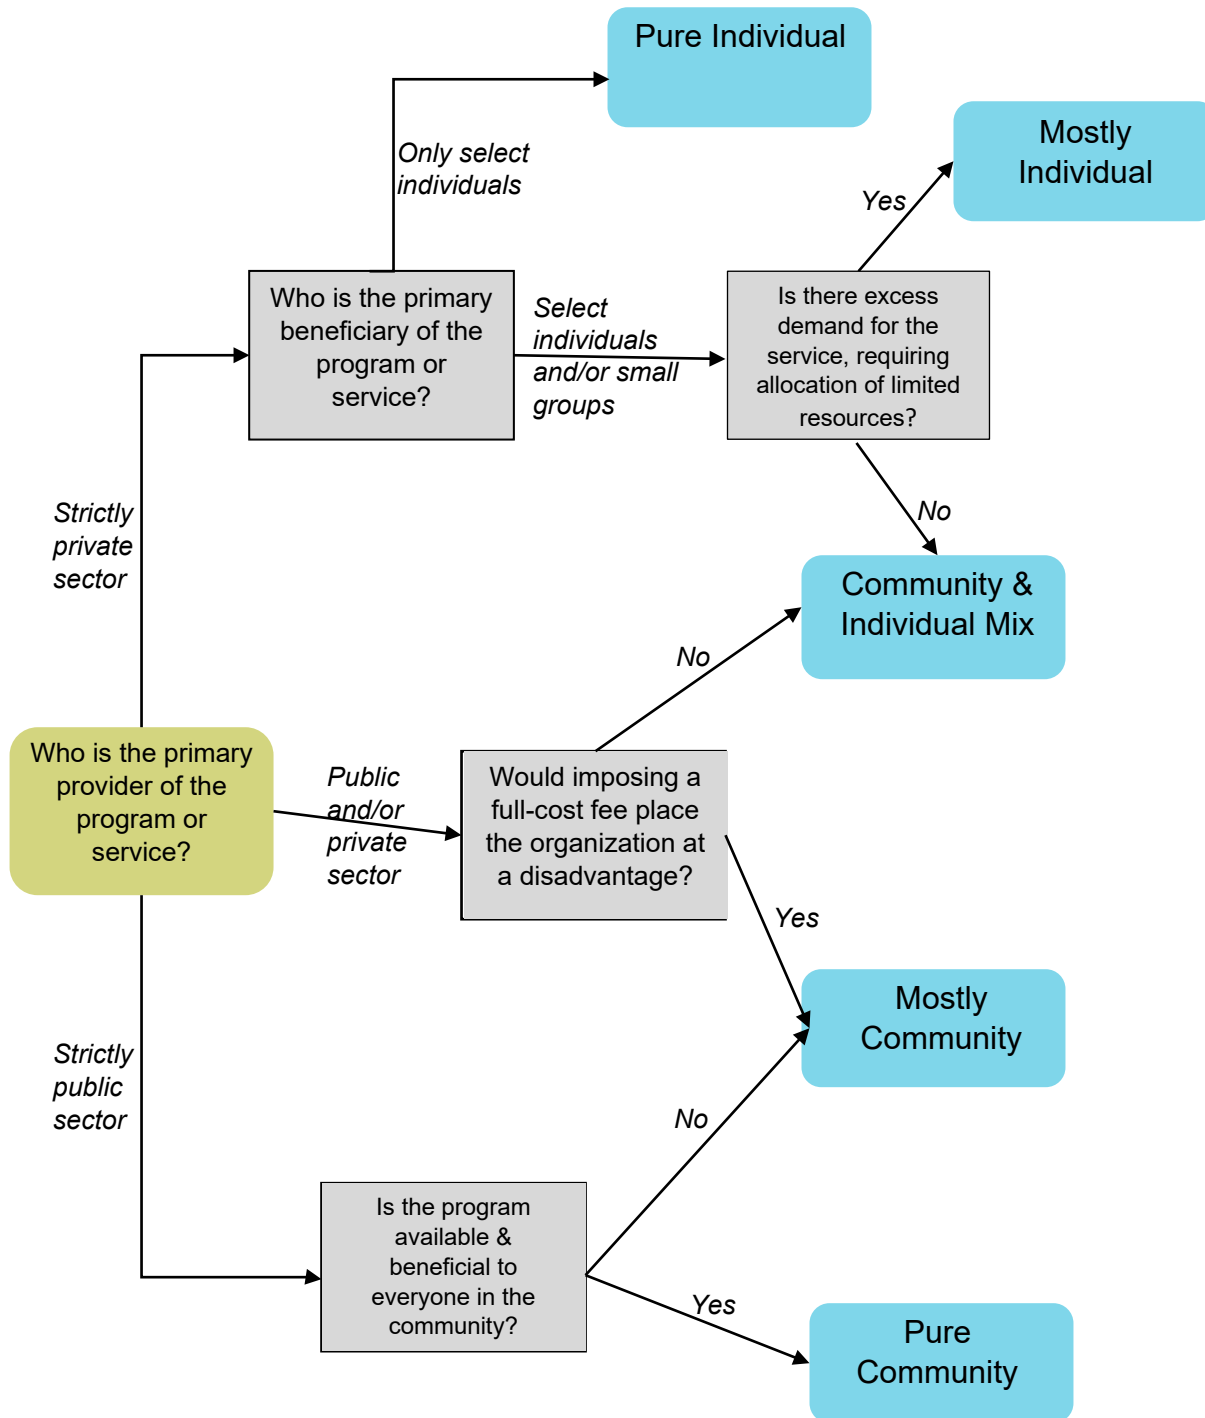 Pure Individual
Mostly
Individual
Only select
individuals
Yes
Who is the primary
beneficiary of the
program or
service?
Select
individuals
and/or small
groups
Is there excess
demand for the
service, requiring
allocation of limited
resources?
Strictly
private
sector
No
Community &
Individual Mix
No
Who is the primary
provider of the
program or
service?
Public
and/or
private
sector
Would imposing a
full-cost fee place
the organization at
a disadvantage?
Yes
Mostly
Community
Strictly
public
sector
No
Is the program
available &
beneficial to
everyone in the
community?
Yes
Pure
Community